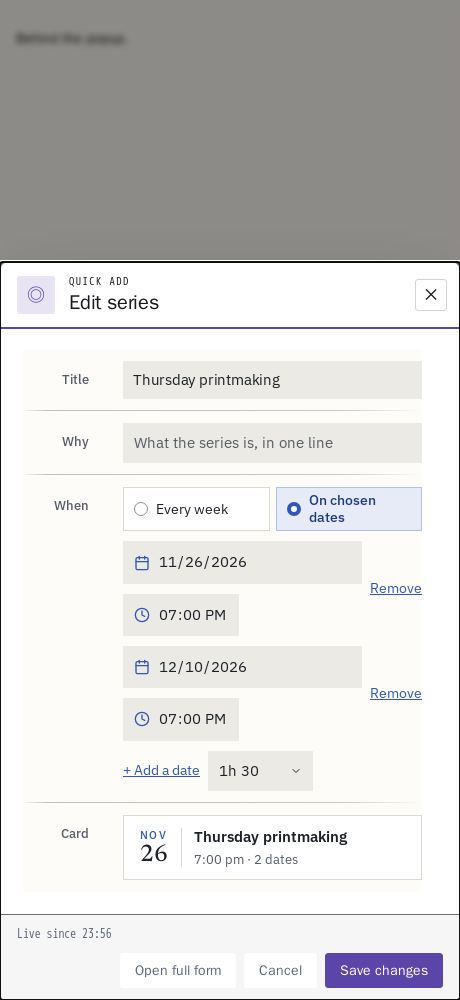 Behind the popup.
QUICK ADD
Edit series
Title
Thursday printmaking
Why
What the series is, in one line
When
Every week
On chosen
dates
11/26/2026
Remove
07:00 PM
12/10/2026
Remove
07:00 PM
+ Add a date
1h 30
Card
NOV
26
Thursday printmaking
7:00 pm · 2 dates
Live since 23:56
Open full form
Cancel
Save changes